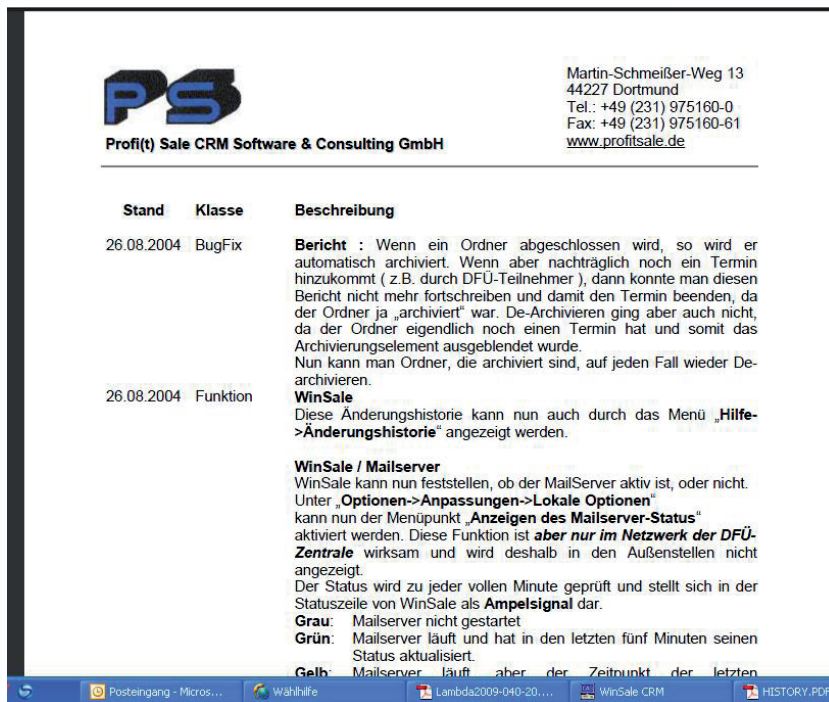 PS
Martin-Schmeißer-Weg 13
44227 Dortmund
Tel.: +49 (231) 975160-0
Fax: +49 (231) 975160-61
www.profitsale.de
Profi(t) Sale CRM Software & Consulting GmbH
Stand Klasse Beschreibung
26.08.2004 BugFix Bericht : Wenn ein Ordner abgeschlossen wird, so wird er
automatisch archiviert. Wenn aber nachträglich noch ein Termin
hinzukommt ( z.B. durch DFÜ-Teilnehmer ), dann konnte man diesen
Bericht nicht mehr fortschreiben und damit den Termin beenden, da
der Ordner ja „archiviert" war. De-Archivieren ging aber auch nicht,
da der Ordner eigendlich noch einen Termin hat und somit das
Archivierungselement ausgeblendet wurde.
Nun kann man Ordner, die archiviert sind, auf jeden Fall wieder De-
archivieren.
26.08.2004 Funktion WinSale
Diese Änderungshistorie kann nun auch durch das Menü „Hilfe-
>Änderungshistorie" angezeigt werden.
WinSale / Mailserver
WinSale kann nun feststellen, ob der MailServer aktiv ist, oder nicht.
Unter „Optionen->Anpassungen->Lokale Optionen"
kann nun der Menüpunkt „Anzeigen des Mailserver-Status"
aktiviert werden. Diese Funktion ist aber nur im Netzwerk der DFÜ-
Zentrale wirksam und wird deshalb in den Außenstellen nicht
angezeigt.
Der Status wird zu jeder vollen Minute geprüft und stellt sich in der
Statuszeile von WinSale als Ampelsignal dar.
Grau: Mailserver nicht gestartet
Grün: Mailserver läuft und hat in den letzten fünf Minuten seinen
Status aktualisiert.
Gelb: Mailserver läuft, aber der Zeitpunkt der letzten
Posteingang - Micros... Wählhilfe Lambda2009-040-20.... WinSale CRM HISTORY.PDF